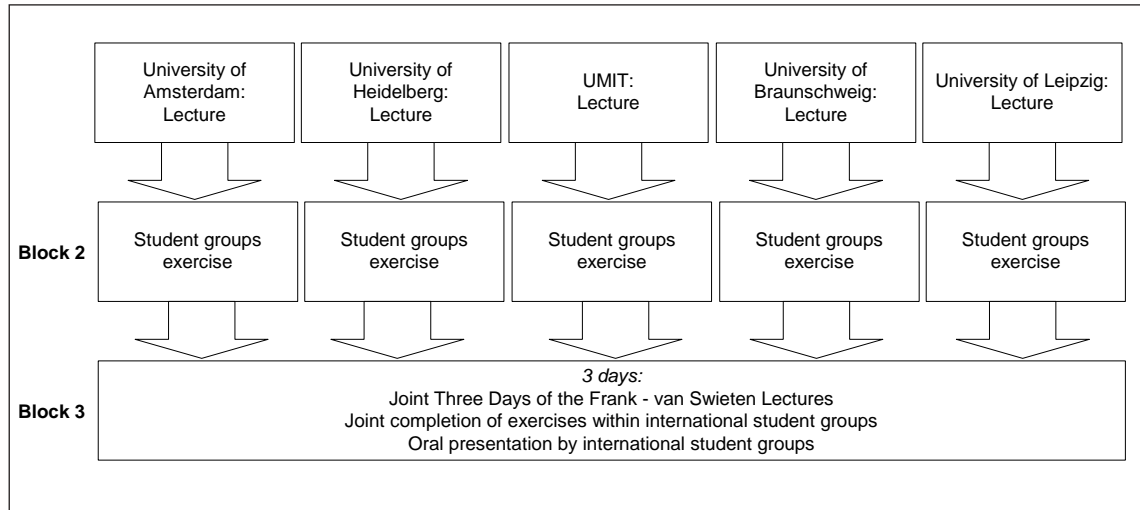 University of
Amsterdam:
Lecture
University of
Heidelberg:
Lecture
UMIT:
Lecture
University of
Braunschweig:
Lecture
University of Leipzig:
Lecture
Block 2
Student groups
exercise
Student groups
exercise
Student groups
exercise
Student groups
exercise
Student groups
exercise
Block 3
3 days:
Joint Three Days of the Frank - van Swieten Lectures
Joint completion of exercises within international student groups
Oral presentation by international student groups